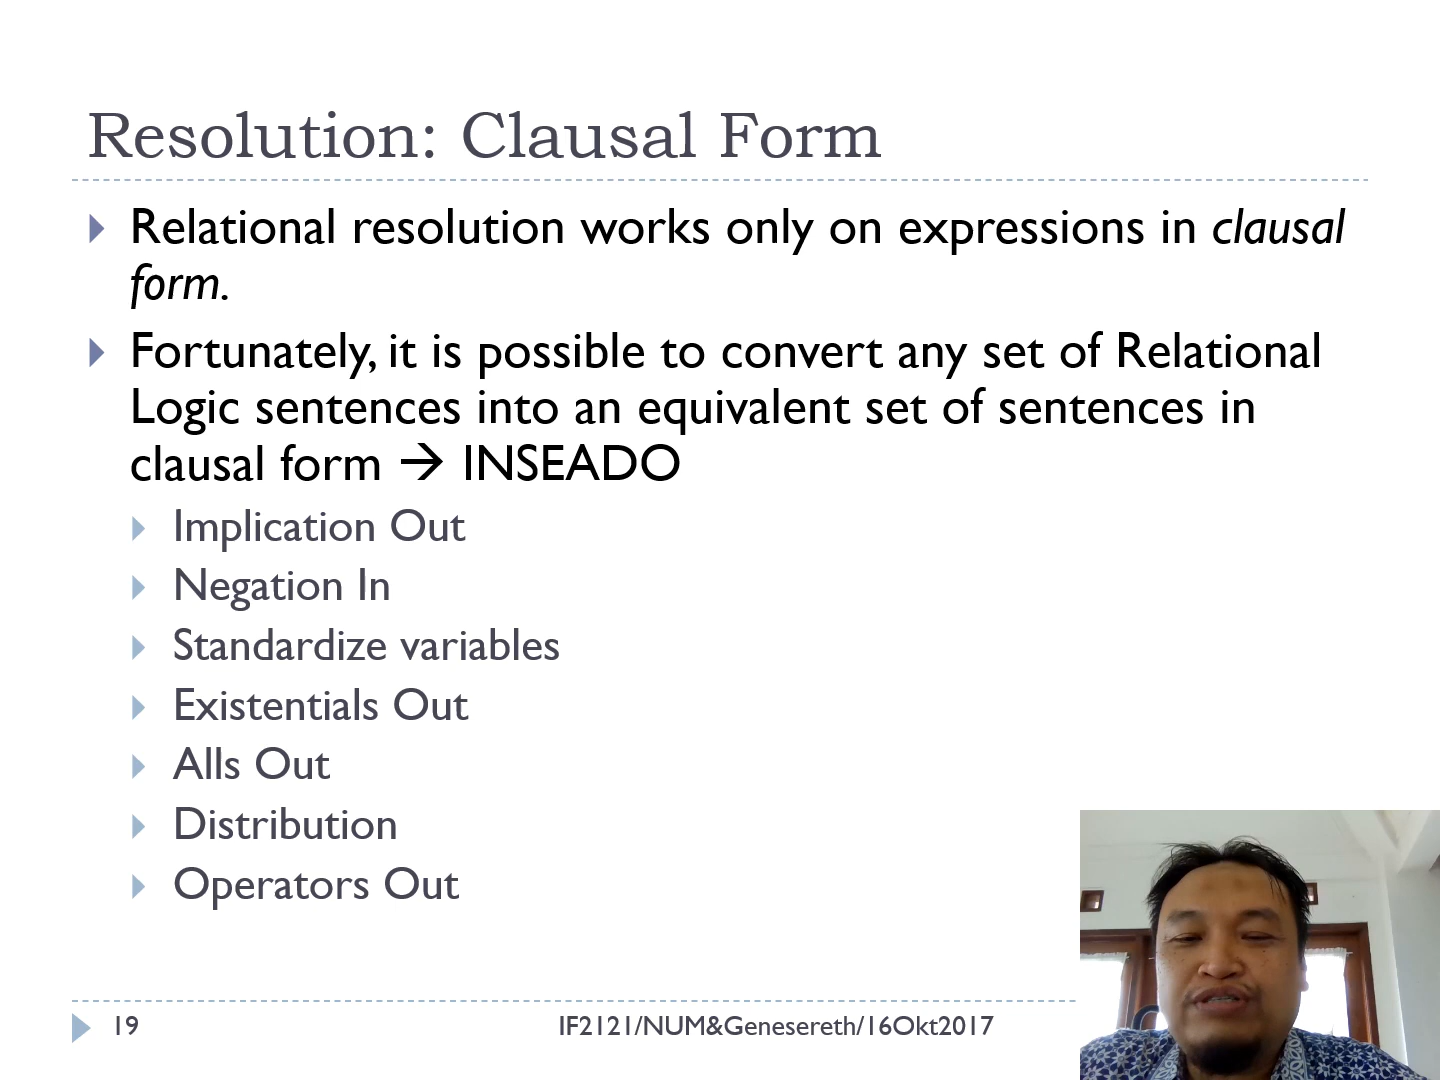 Resolution: Clausal Form
Relational resolution works only on expressions in clausal
form.
Fortunately, it is possible to convert any set of Relational
Logic sentences into an equivalent set of sentences in
clausal form → INSEADO
Implication Out
Negation In
Standardize variables
Existentials Out
Alls Out
Distribution
Operators Out
19
IF2121/NUM&Genesereth/16Okt2017